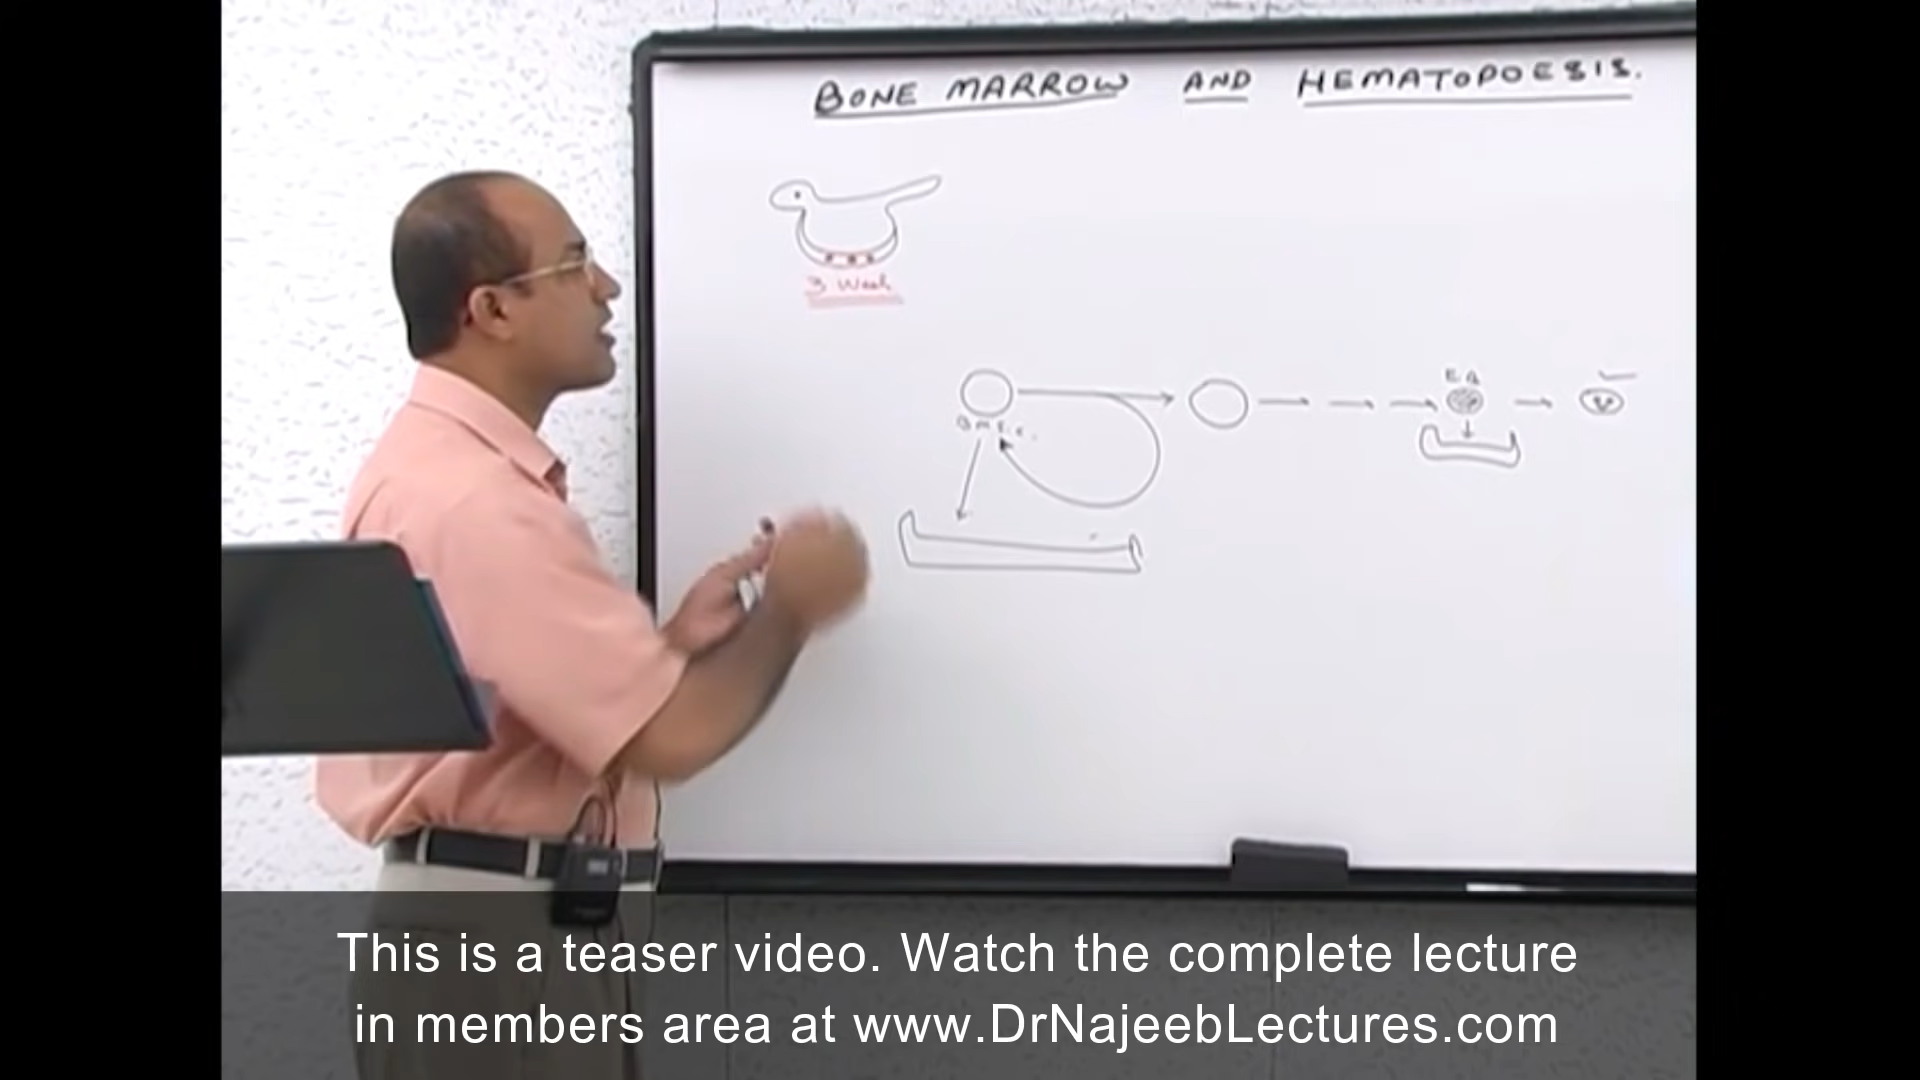 BONE MARROW AND HEMATOPOESIS.
3 Week
This is a teaser video. Watch the complete lecture
in members area at www.DrNajeebLectures.com